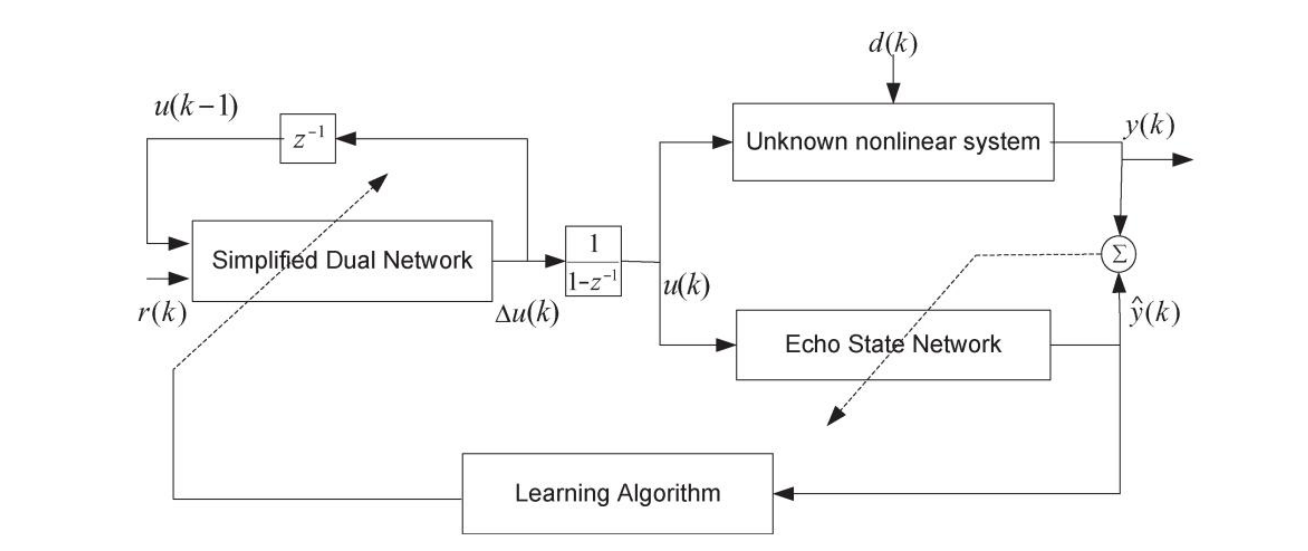 d(k)
u(k−1)
z⁻¹
Unknown nonlinear system
y(k)
Simplified Dual Network
1
1−z⁻¹
Σ
r(k)
Δu(k)
u(k)
ŷ(k)
Echo State Network
Learning Algorithm